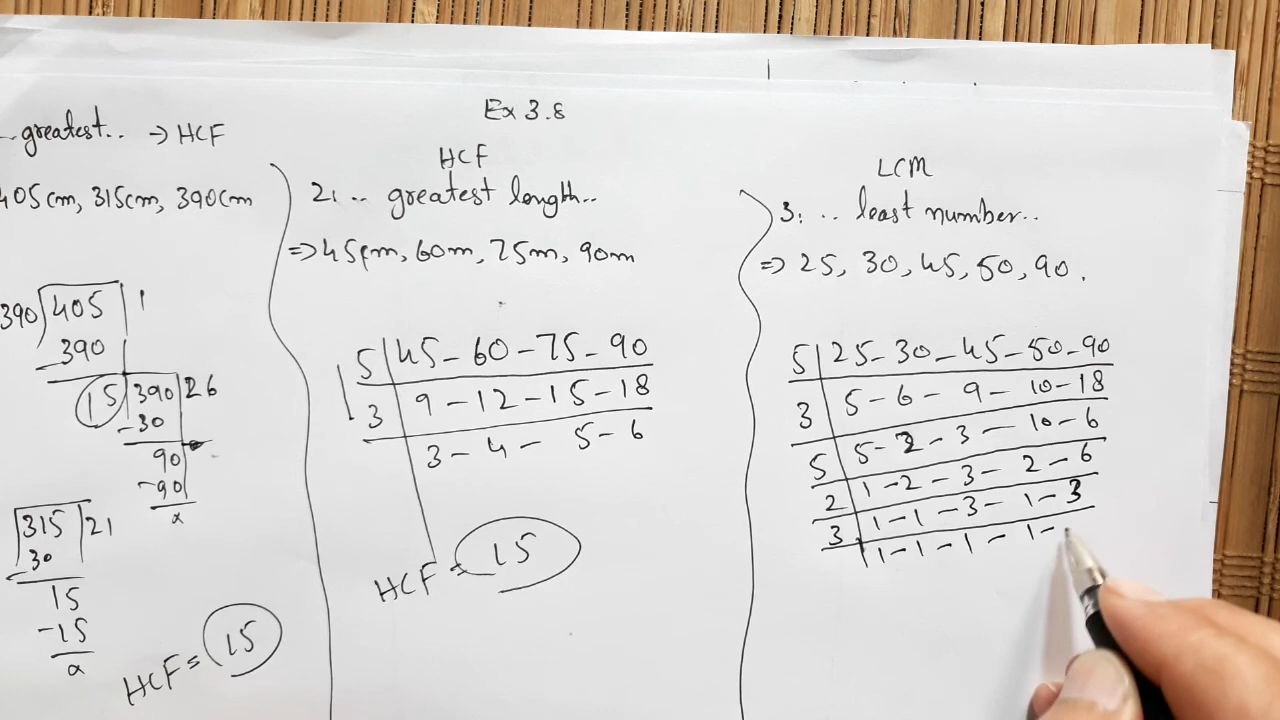 Ex 3.8
..greatest.. → HCF
405cm, 315cm, 390cm
390 405 1
390
15 390 26
-30
90
-90
x
315 21
-30
15
-15
x
HCF = 15
HCF
2. .. greatest length..
⇒ 45m, 60m, 75m, 90m
5 | 45 - 60 - 75 - 90
3 | 9 - 12 - 15 - 18
3 - 4 - 5 - 6
HCF = 15
LCM
3. .. least number..
⇒ 25, 30, 45, 50, 90.
5 | 25 - 30 - 45 - 50 - 90
3 | 5 - 6 - 9 - 10 - 18
5 | 5 - 2 - 3 - 10 - 6
2 | 1 - 2 - 3 - 2 - 6
3 | 1 - 1 - 3 - 1 - 3
1 - 1 - 1 - 1 -